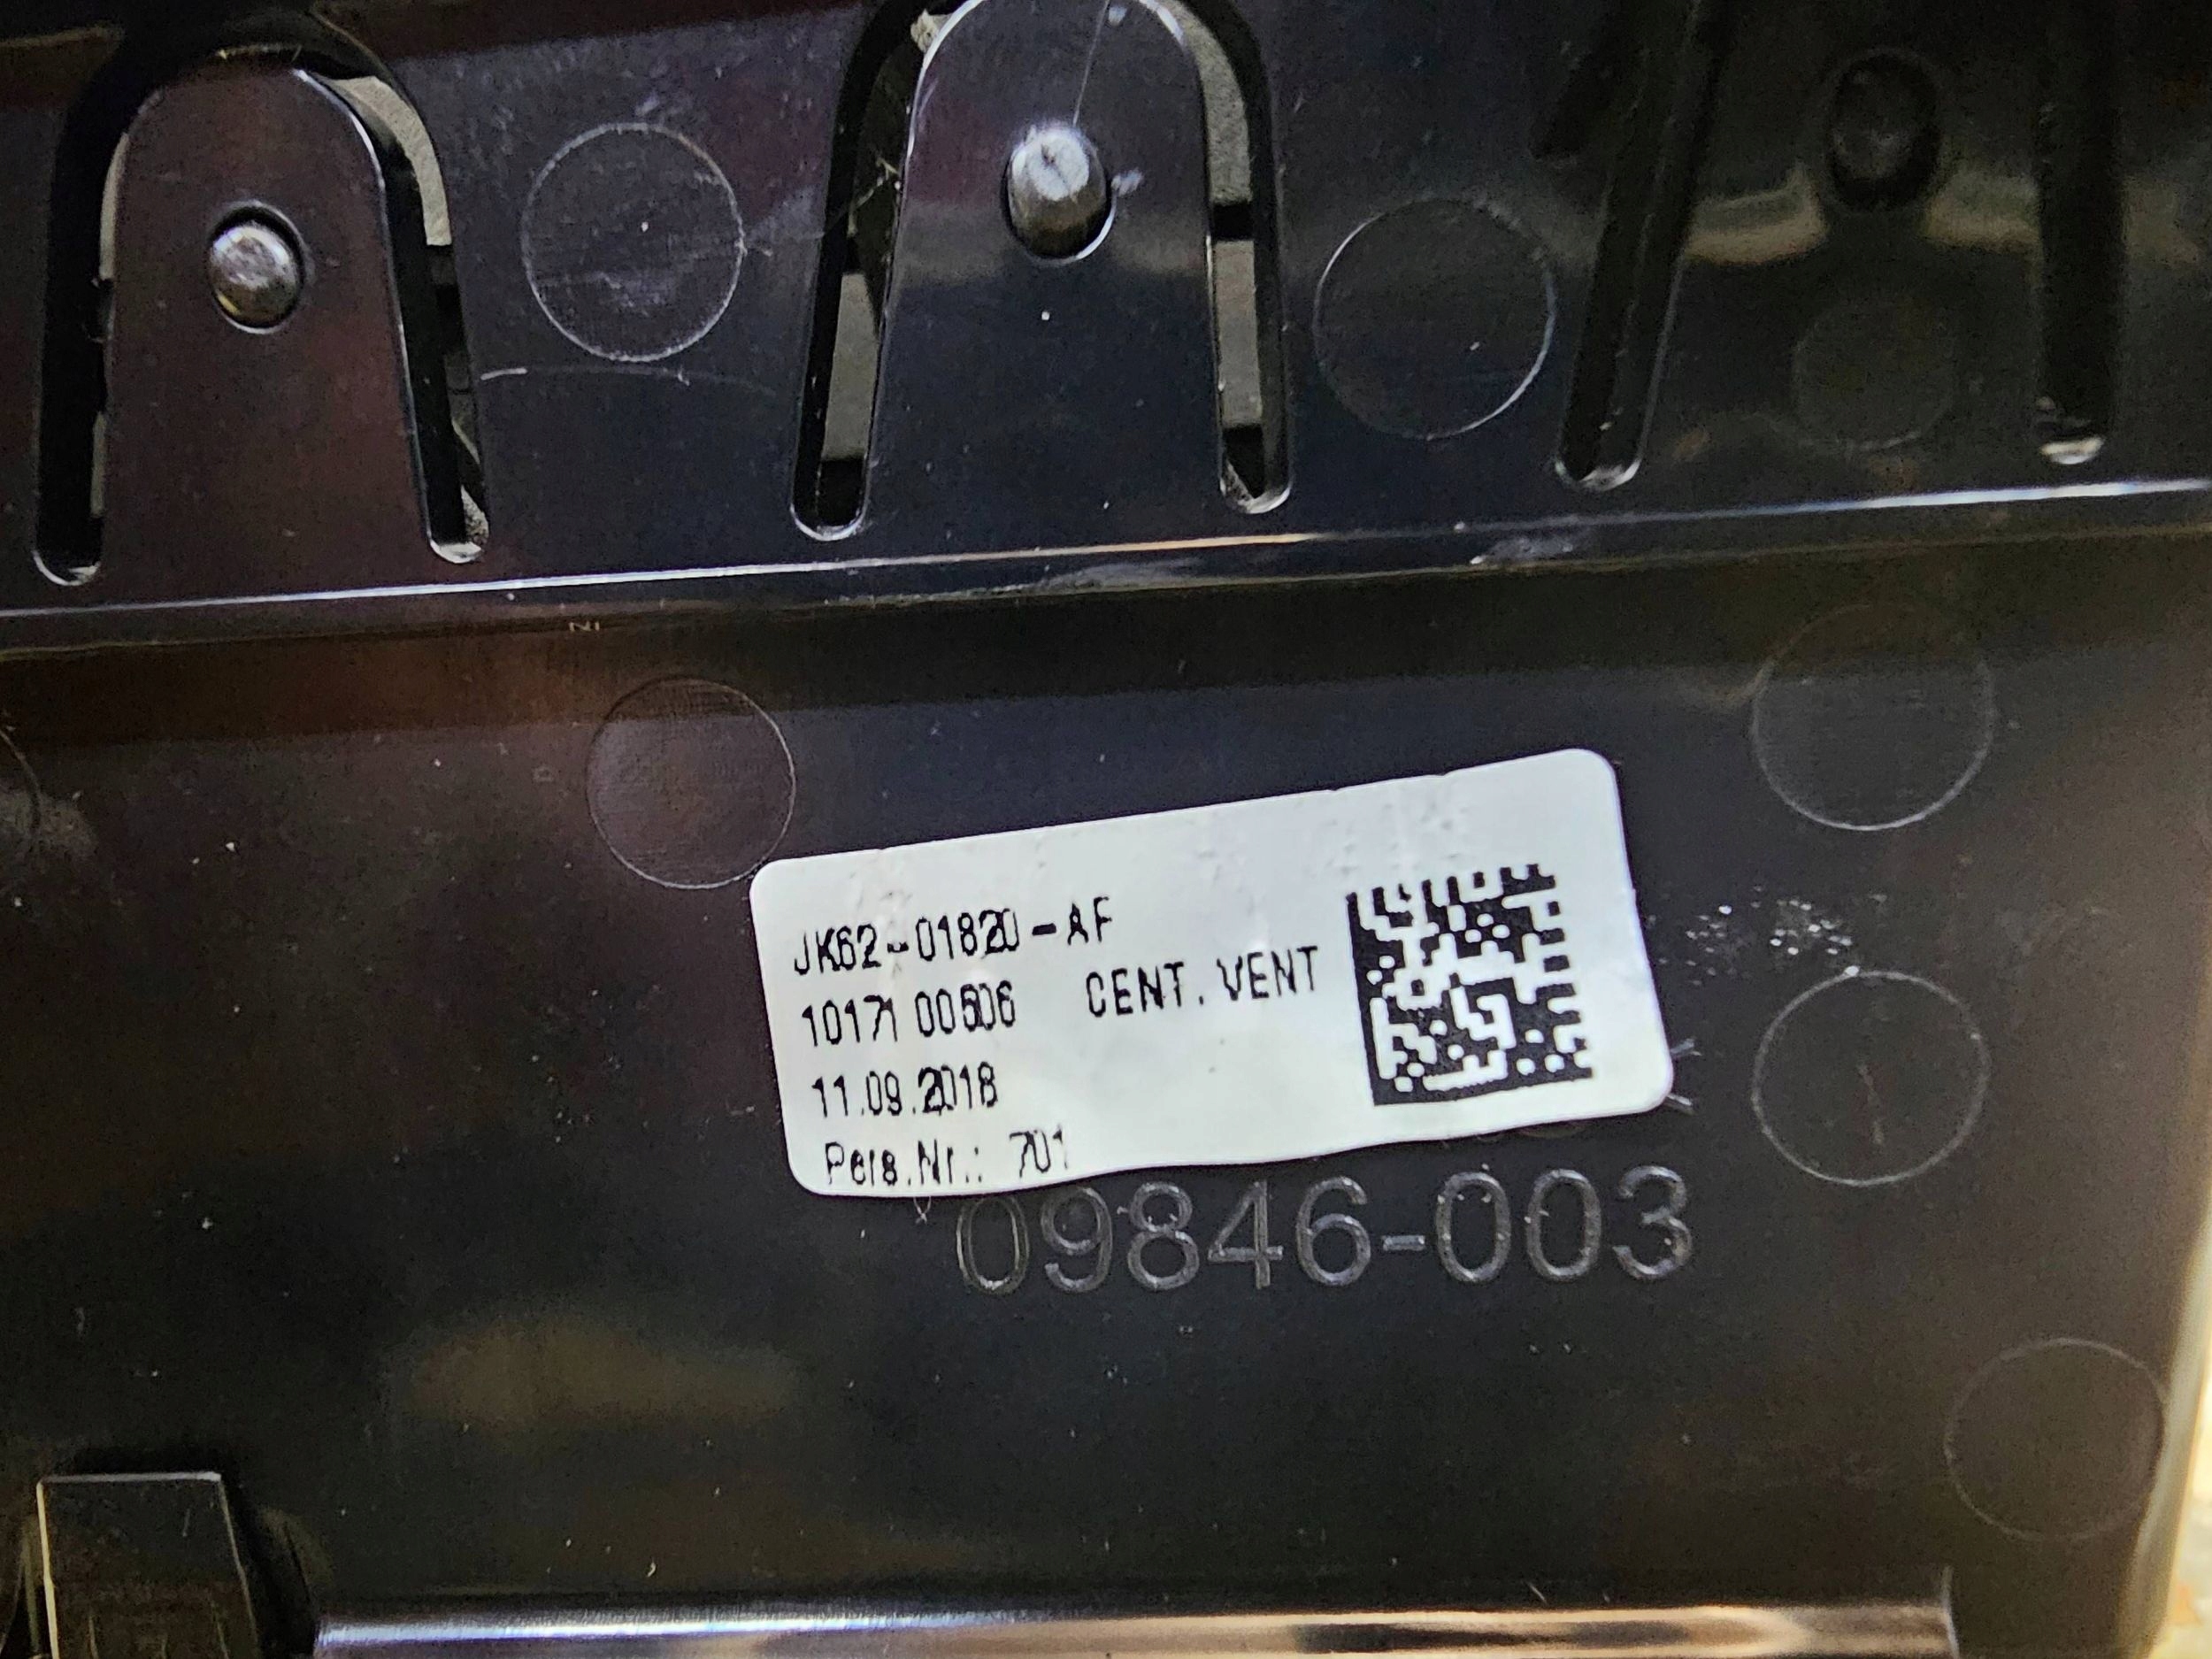 JK62-01820-AF
10171 00506 CENT. VENT
11.09.2018
Pers.Nr.: 701
09846-003